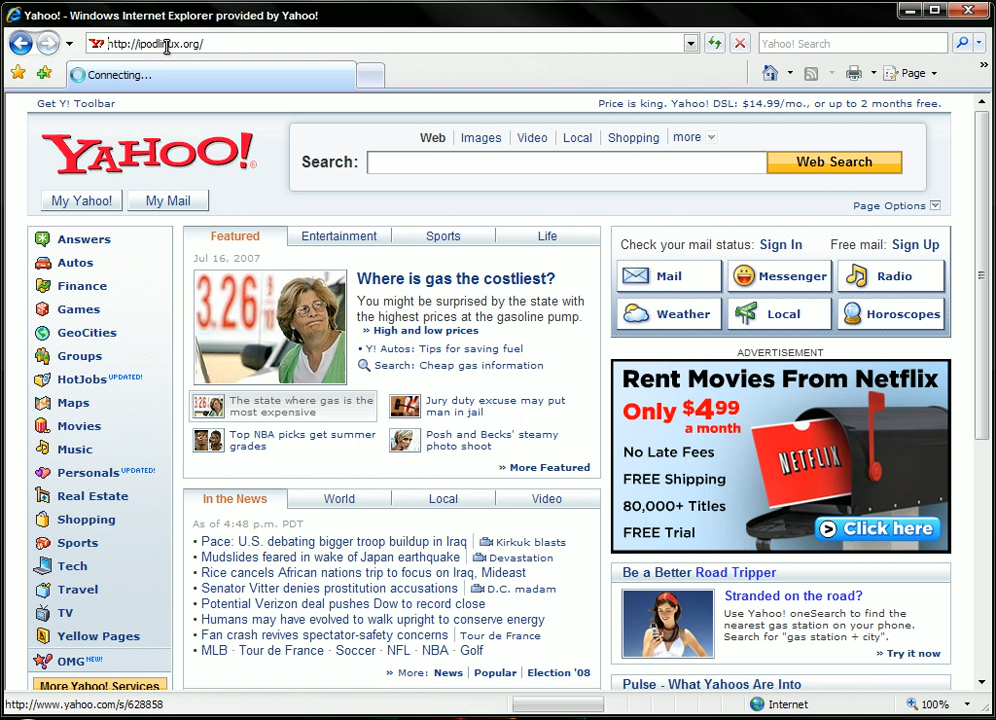 Yahoo! - Windows Internet Explorer provided by Yahoo!
http://ipodlinux.org/
Yahoo! Search
Connecting...
Page
Get Y! Toolbar
Price is king. Yahoo! DSL: $14.99/mo., or up to 2 months free.
YAHOO!
Web Images Video Local Shopping more
Search: Web Search
My Yahoo! My Mail
Page Options
Answers
Autos
Finance
Games
GeoCities
Groups
HotJobs UPDATED!
Maps
Movies
Music
Personals UPDATED!
Real Estate
Shopping
Sports
Tech
Travel
TV
Yellow Pages
OMG NEW!
More Yahoo! Services
Featured Entertainment Sports Life
Jul 16, 2007
3.26
Where is gas the costliest?
You might be surprised by the state with
the highest prices at the gasoline pump.
» High and low prices
• Y! Autos: Tips for saving fuel
Search: Cheap gas information
The state where gas is the
most expensive
Jury duty excuse may put
man in jail
Top NBA picks get summer
grades
Posh and Becks' steamy
photo shoot
» More Featured
In the News World Local Video
As of 4:48 p.m. PDT
• Pace: U.S. debating bigger troop buildup in Iraq Kirkuk blasts
• Mudslides feared in wake of Japan earthquake Devastation
• Rice cancels African nations trip to focus on Iraq, Mideast
• Senator Vitter denies prostitution accusations D.C. madam
• Potential Verizon deal pushes Dow to record close
• Humans may have evolved to walk upright to conserve energy
• Fan crash revives spectator-safety concerns Tour de France
• MLB · Tour de France · Soccer · NFL · NBA · Golf
» More: News Popular Election '08
Check your mail status: Sign In Free mail: Sign Up
Mail Messenger Radio
Weather Local Horoscopes
ADVERTISEMENT
Rent Movies From Netflix
Only $4.99
a month
No Late Fees
FREE Shipping
80,000+ Titles
FREE Trial
NETFLIX
Click here
Be a Better Road Tripper
Stranded on the road?
Use Yahoo! oneSearch to find the
nearest gas station on your phone.
Search for "gas station + city".
» Try it now
Pulse - What Yahoos Are Into
http://www.yahoo.com/s/628858
Internet
100%